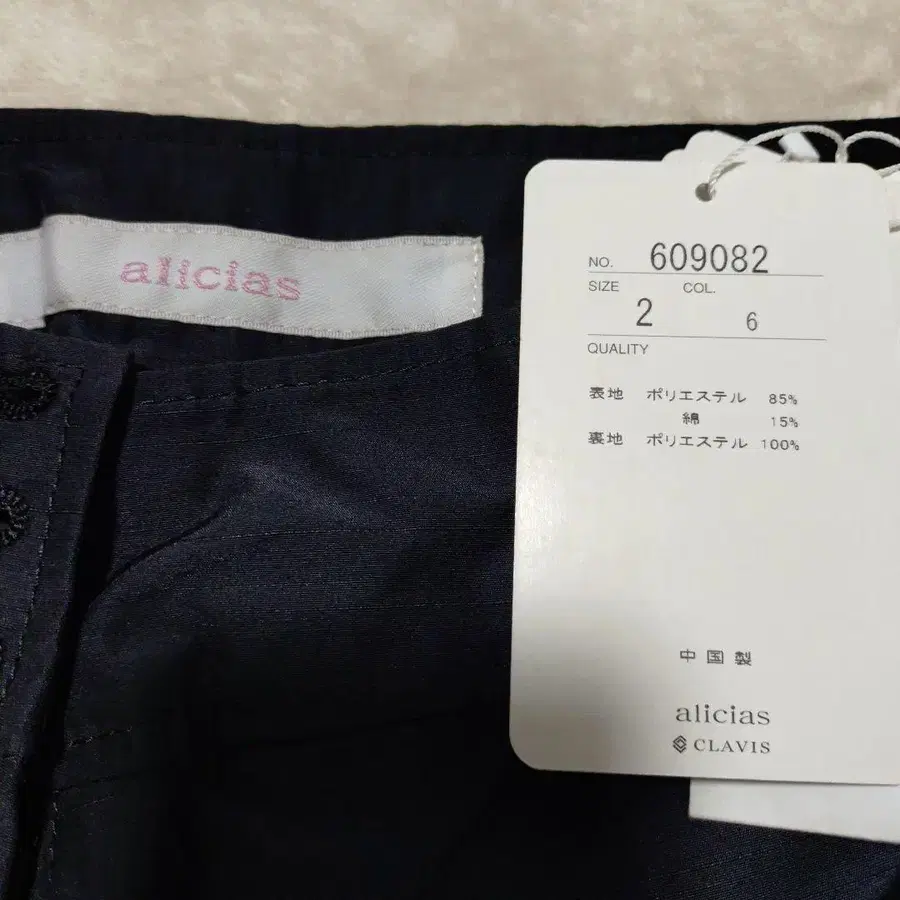 alicias
NO. 609082
SIZE COL.
2 6
QUALITY
表地 ポリエステル 85%
綿 15%
裏地 ポリエステル 100%
中国製
alicias
CLAVIS